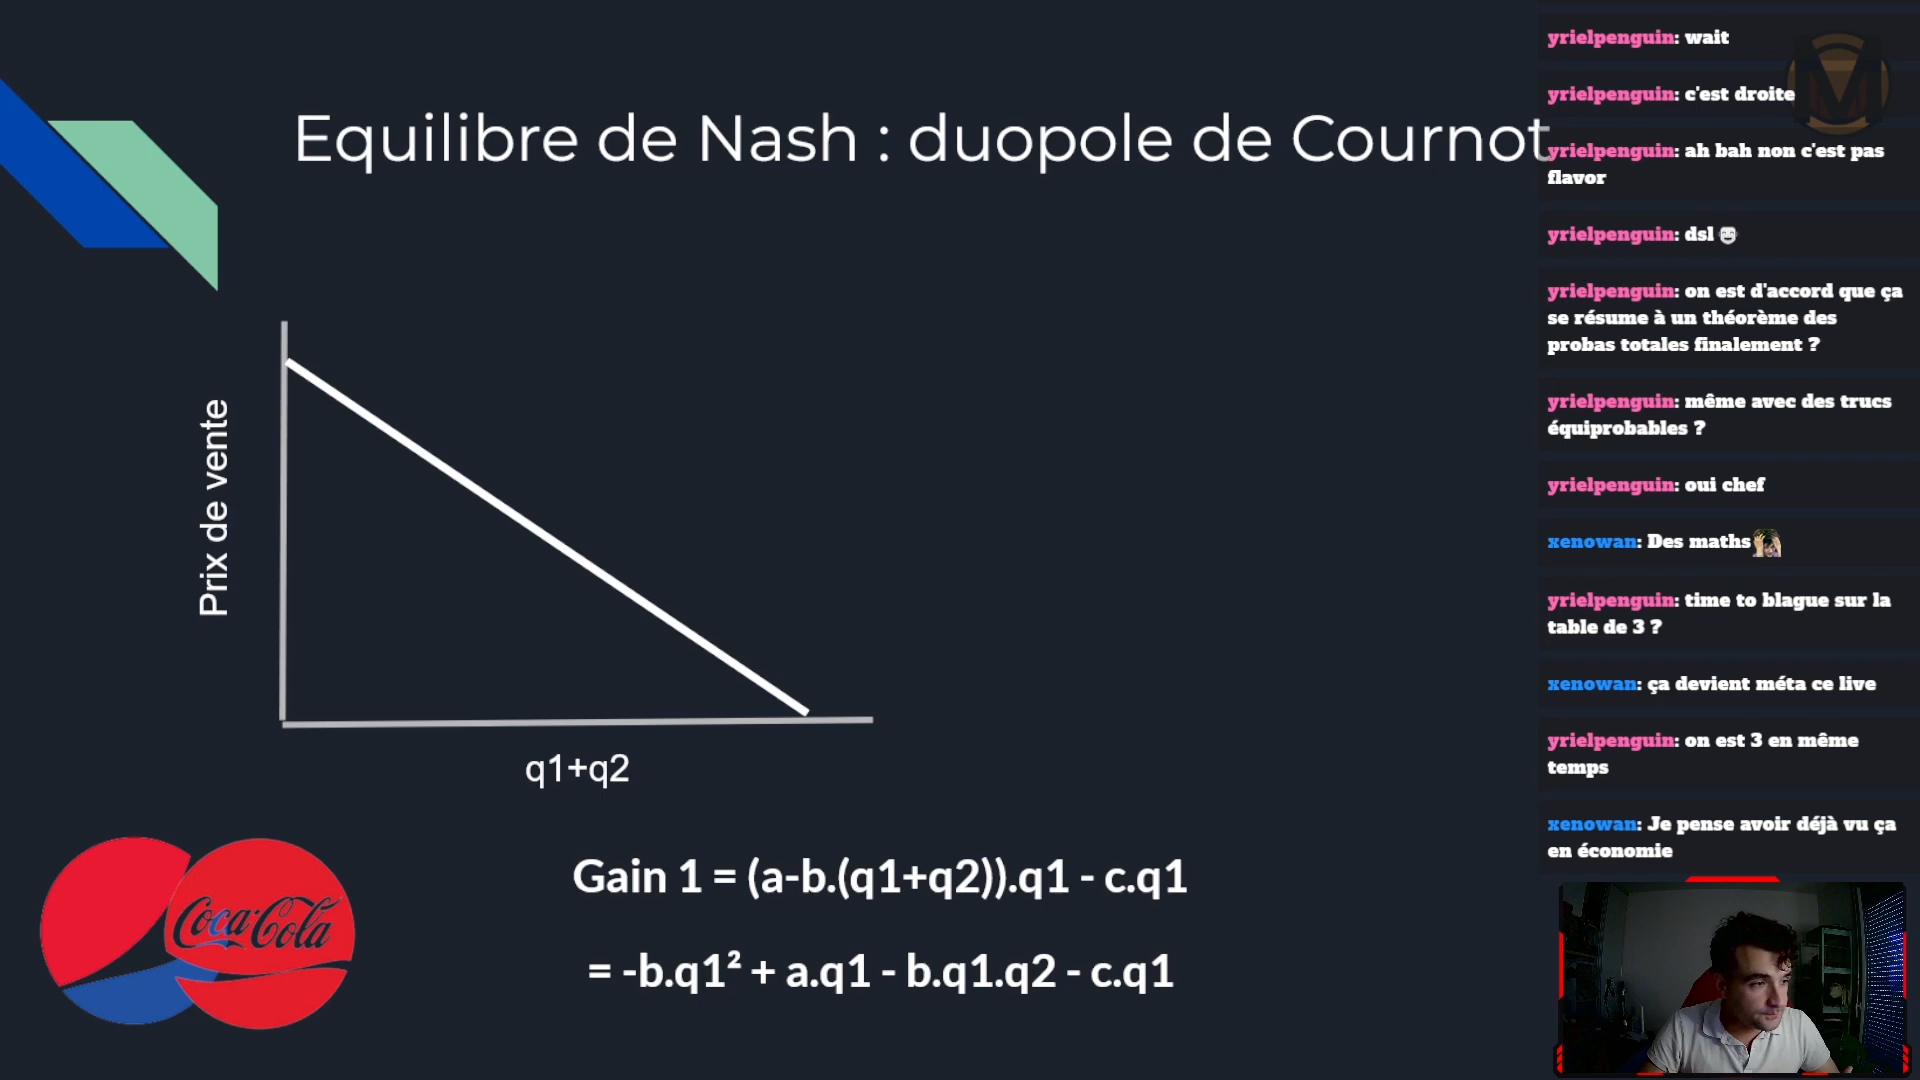 Equilibre de Nash : duopole de Cournot
Prix de vente
q1+q2
Coca-Cola
Gain 1 = (a-b.(q1+q2)).q1 - c.q1
= -b.q1² + a.q1 - b.q1.q2 - c.q1
yrielpenguin: wait
yrielpenguin: c'est droite
yrielpenguin: ah bah non c'est pas
flavor
yrielpenguin: dsl
yrielpenguin: on est d'accord que ça
se résume à un théorème des
probas totales finalement ?
yrielpenguin: même avec des trucs
équiprobables ?
yrielpenguin: oui chef
xenowan: Des maths
yrielpenguin: time to blague sur la
table de 3 ?
xenowan: ça devient méta ce live
yrielpenguin: on est 3 en même
temps
xenowan: Je pense avoir déjà vu ça
en économie